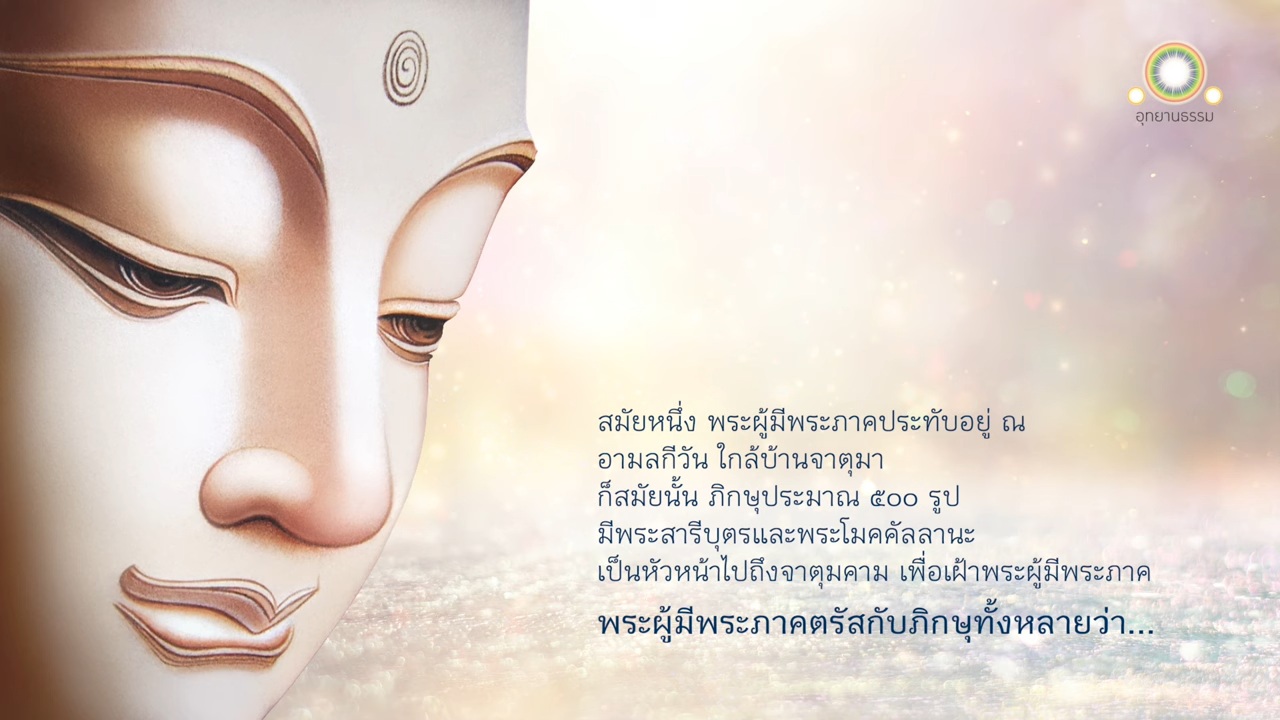 อุทยานธรรม
สมัยหนึ่ง พระผู้มีพระภาคประทับอยู่ ณ
อามลกีวัน ใกล้บ้านจาตุมา
ก็สมัยนั้น ภิกษุประมาณ ๕๐๐ รูป
มีพระสารีบุตรและพระโมคคัลลานะ
เป็นหัวหน้าไปถึงจาตุมคาม เพื่อเฝ้าพระผู้มีพระภาค
พระผู้มีพระภาคตรัสกับภิกษุทั้งหลายว่า...